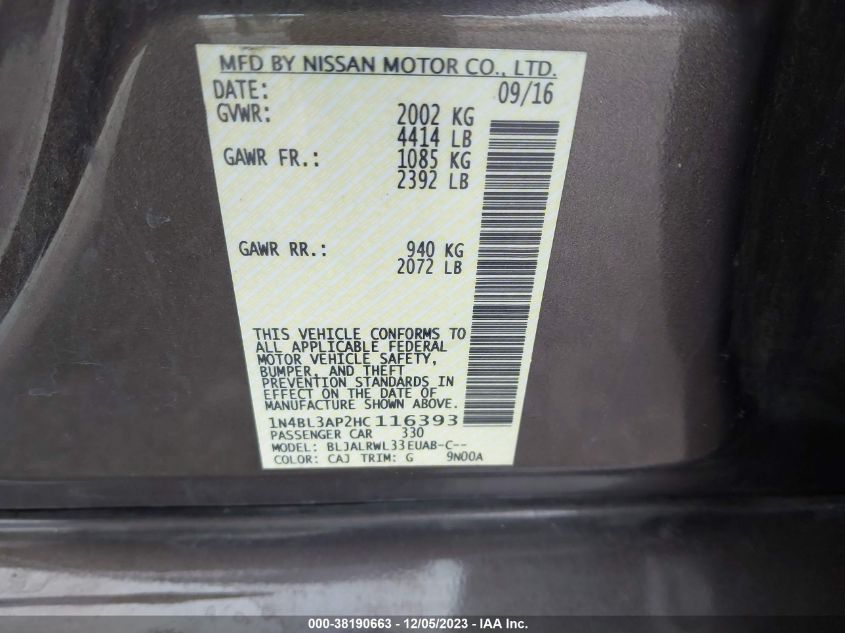 MFD BY NISSAN MOTOR CO., LTD.
DATE: 09/16
GVWR: 2002 KG
4414 LB
GAWR FR.: 1085 KG
2392 LB
GAWR RR.: 940 KG
2072 LB
THIS VEHICLE CONFORMS TO
ALL APPLICABLE FEDERAL
MOTOR VEHICLE SAFETY,
BUMPER, AND THEFT
PREVENTION STANDARDS IN
EFFECT ON THE DATE OF
MANUFACTURE SHOWN ABOVE.
1N4BL3AP2HC116393
PASSENGER CAR 330
MODEL: BLJALRWL33EUAB-C--
COLOR: CAJ TRIM: G 9N00A
000-38190663 - 12/05/2023 - IAA Inc.